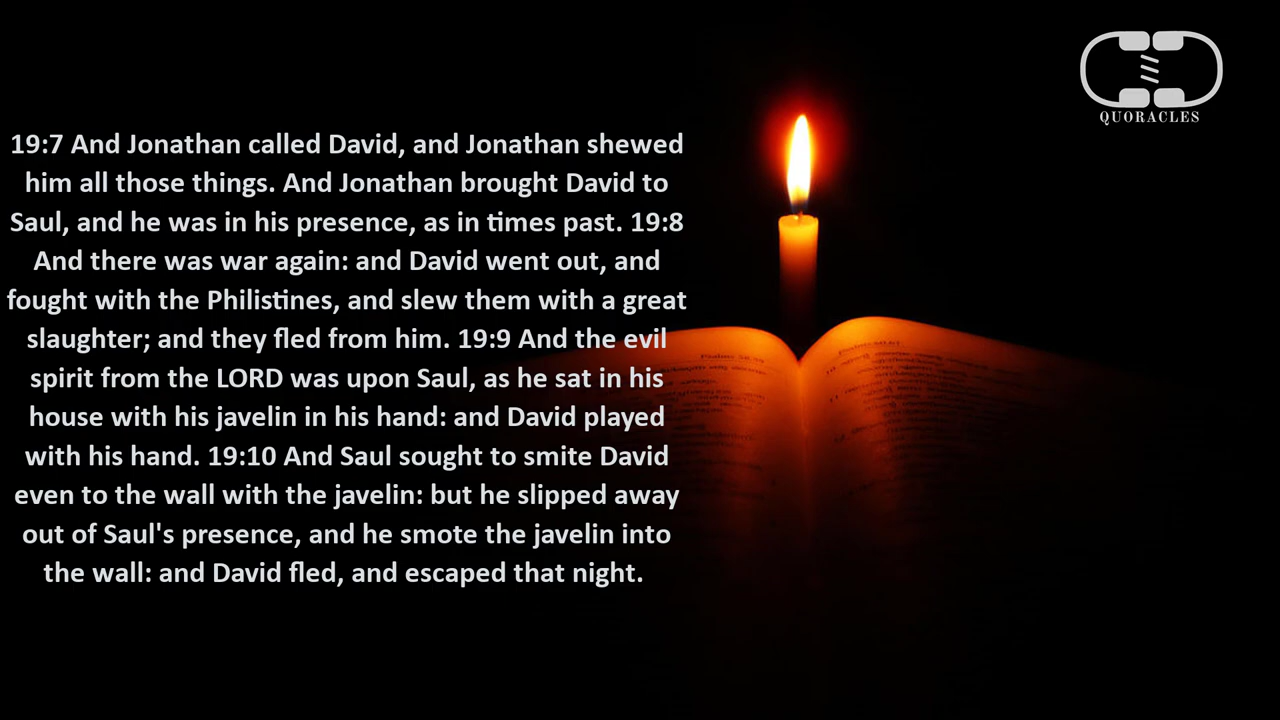 QUORACLES
19:7 And Jonathan called David, and Jonathan shewed
him all those things. And Jonathan brought David to
Saul, and he was in his presence, as in times past. 19:8
And there was war again: and David went out, and
fought with the Philistines, and slew them with a great
slaughter; and they fled from him. 19:9 And the evil
spirit from the LORD was upon Saul, as he sat in his
house with his javelin in his hand: and David played
with his hand. 19:10 And Saul sought to smite David
even to the wall with the javelin: but he slipped away
out of Saul's presence, and he smote the javelin into
the wall: and David fled, and escaped that night.